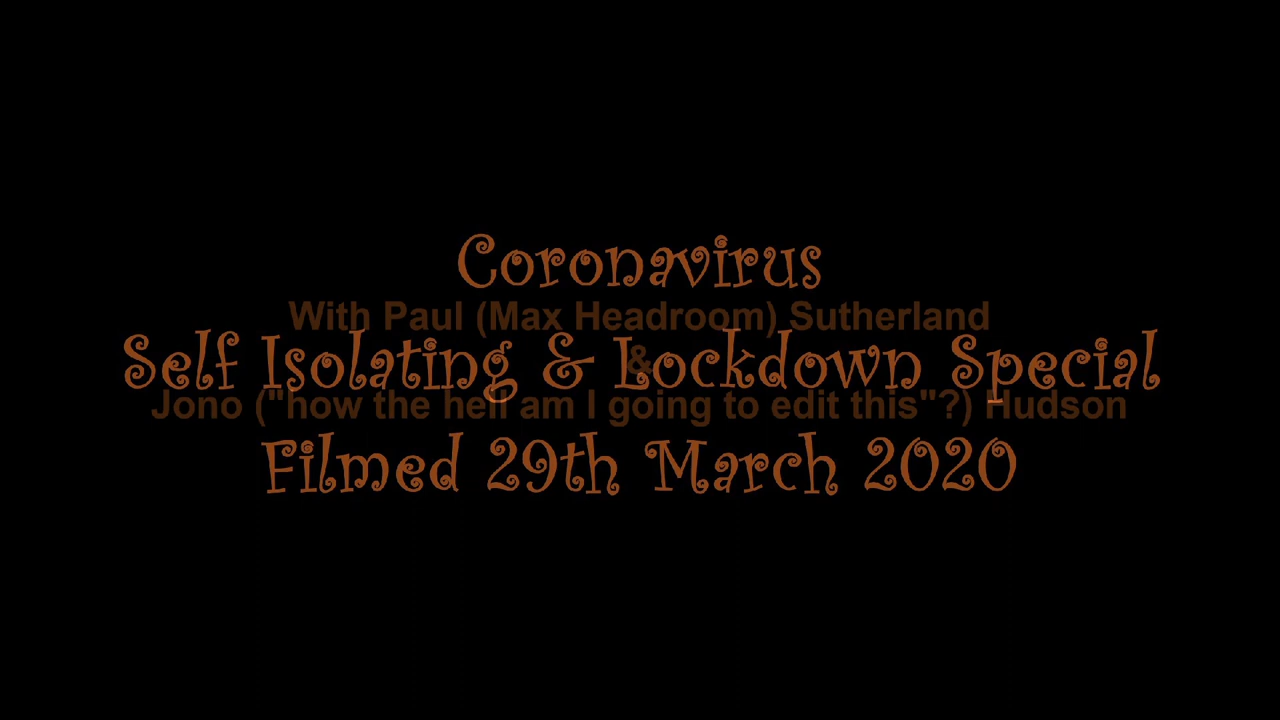 Coronavirus
With Paul (Max Headroom) Sutherland
Self Isolating & Lockdown Special
&
Jono ("how the hell am I going to edit this"?) Hudson
Filmed 29th March 2020